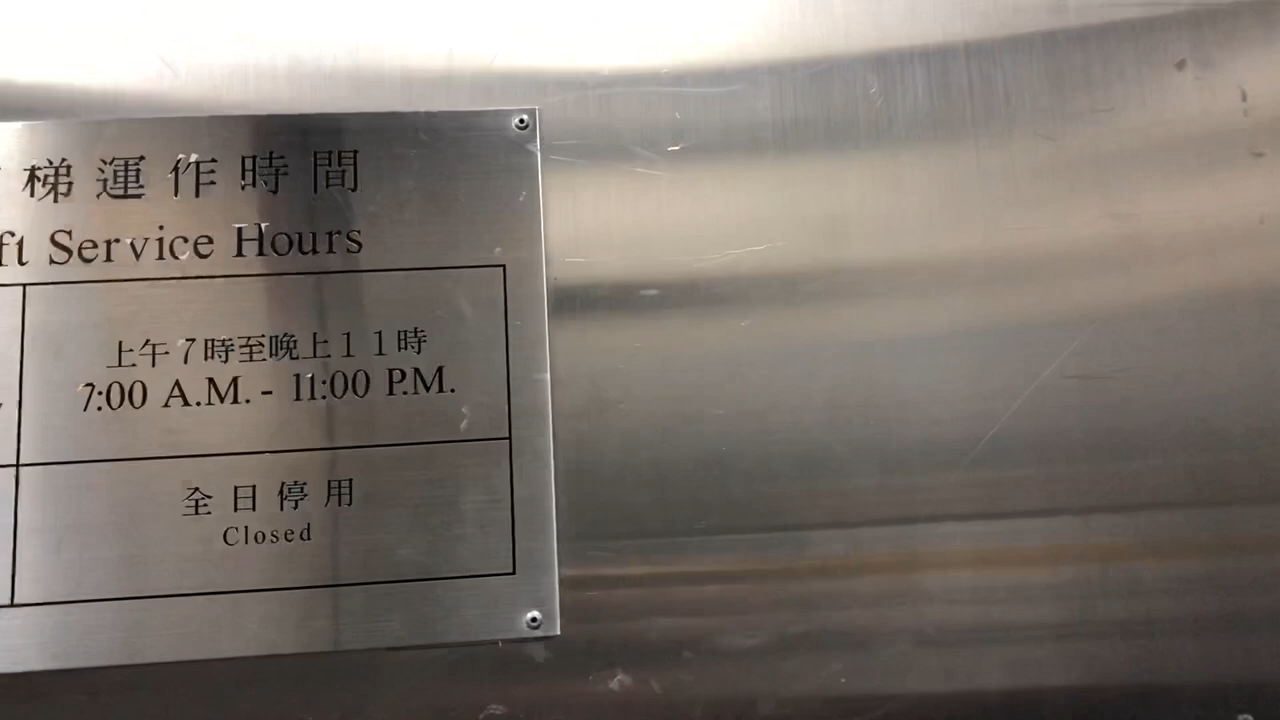 梯運作時間
ft Service Hours
上午7時至晚上11時
7:00 A.M. - 11:00 P.M.
全日停用
Closed